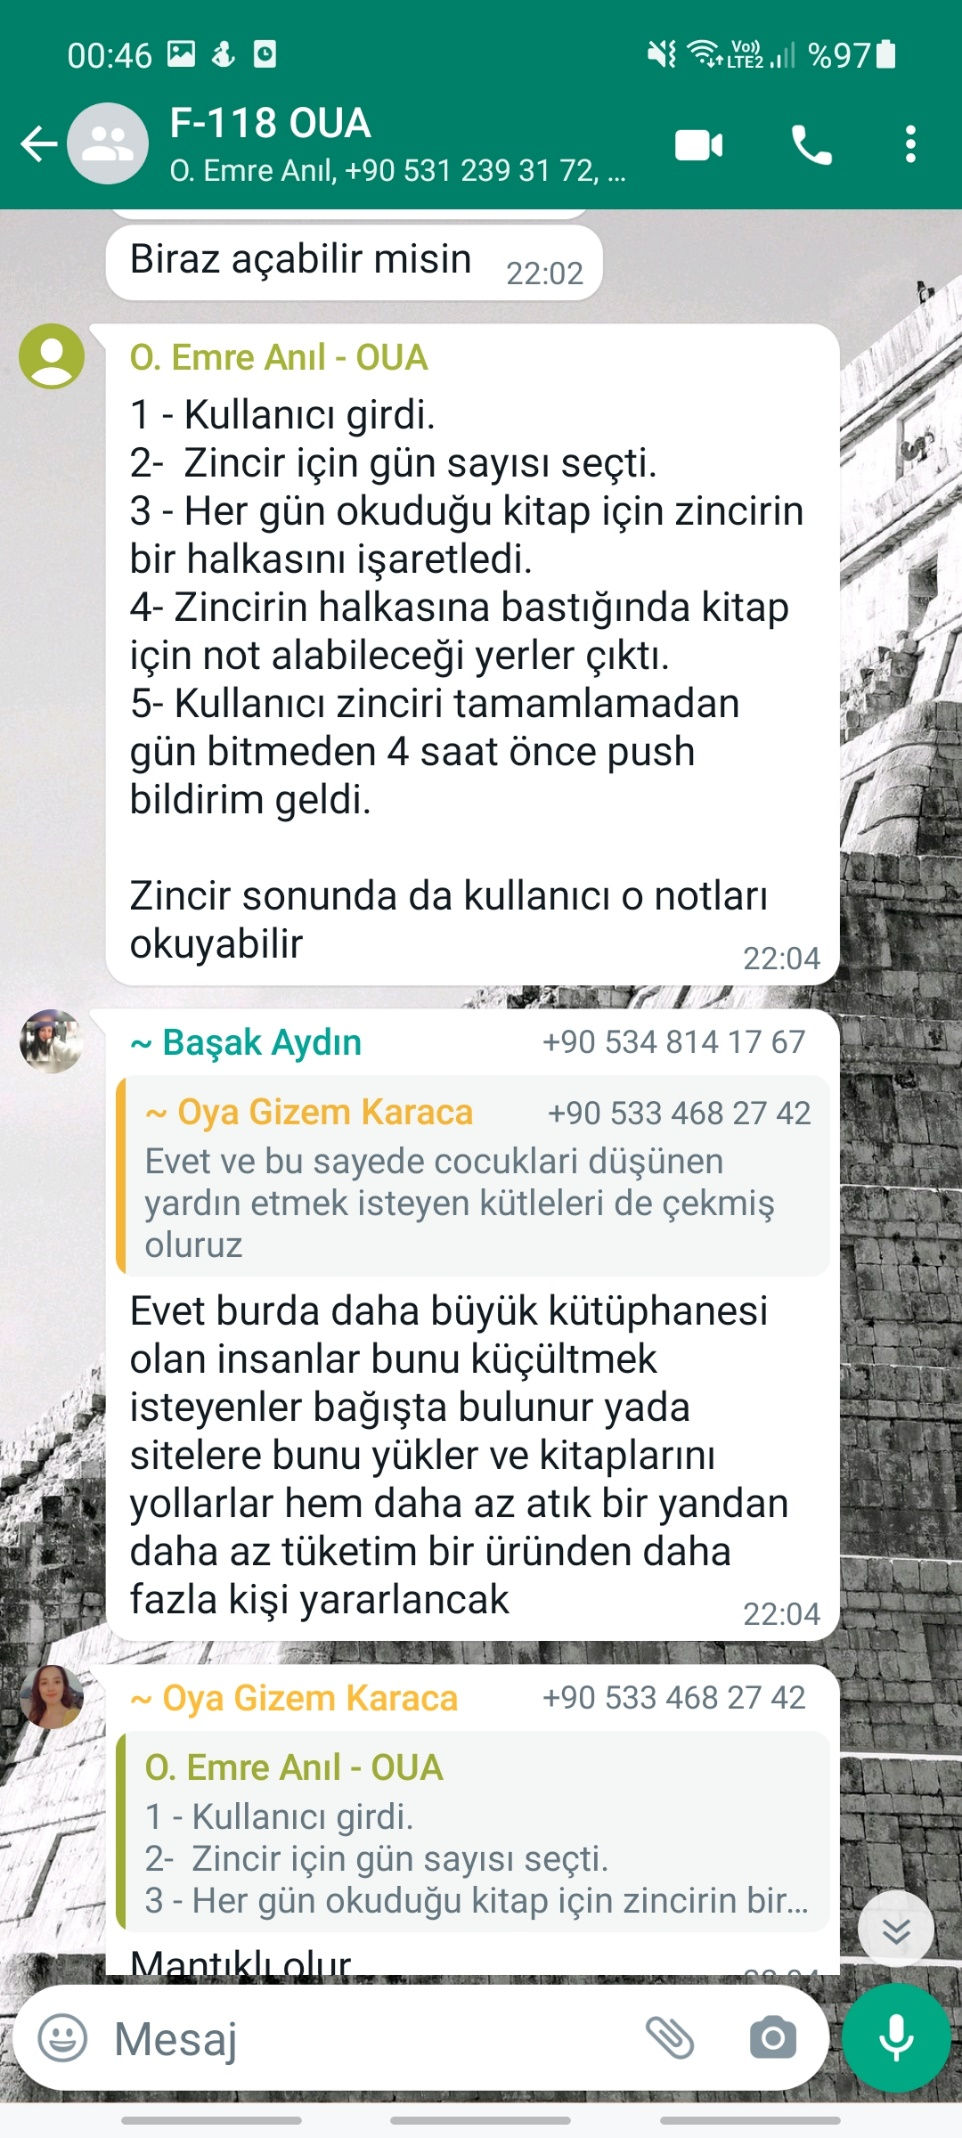 00:46 Vo)) LTE2 %97
F-118 OUA
O. Emre Anıl, +90 531 239 31 72, ...
Biraz açabilir misin 22:02
O. Emre Anıl - OUA
1 - Kullanıcı girdi.
2-  Zincir için gün sayısı seçti.
3 - Her gün okuduğu kitap için zincirin
bir halkasını işaretledi.
4- Zincirin halkasına bastığında kitap
için not alabileceği yerler çıktı.
5- Kullanıcı zinciri tamamlamadan
gün bitmeden 4 saat önce push
bildirim geldi.
Zincir sonunda da kullanıcı o notları
okuyabilir 22:04
~ Başak Aydın +90 534 814 17 67
~ Oya Gizem Karaca +90 533 468 27 42
Evet ve bu sayede cocuklari düşünen
yardın etmek isteyen kütleleri de çekmiş
oluruz
Evet burda daha büyük kütüphanesi
olan insanlar bunu küçültmek
isteyenler bağışta bulunur yada
sitelere bunu yükler ve kitaplarını
yollarlar hem daha az atık bir yandan
daha az tüketim bir üründen daha
fazla kişi yararlancak 22:04
~ Oya Gizem Karaca +90 533 468 27 42
O. Emre Anıl - OUA
1 - Kullanıcı girdi.
2-  Zincir için gün sayısı seçti.
3 - Her gün okuduğu kitap için zincirin bir...
Mantıklı olur
Mesaj